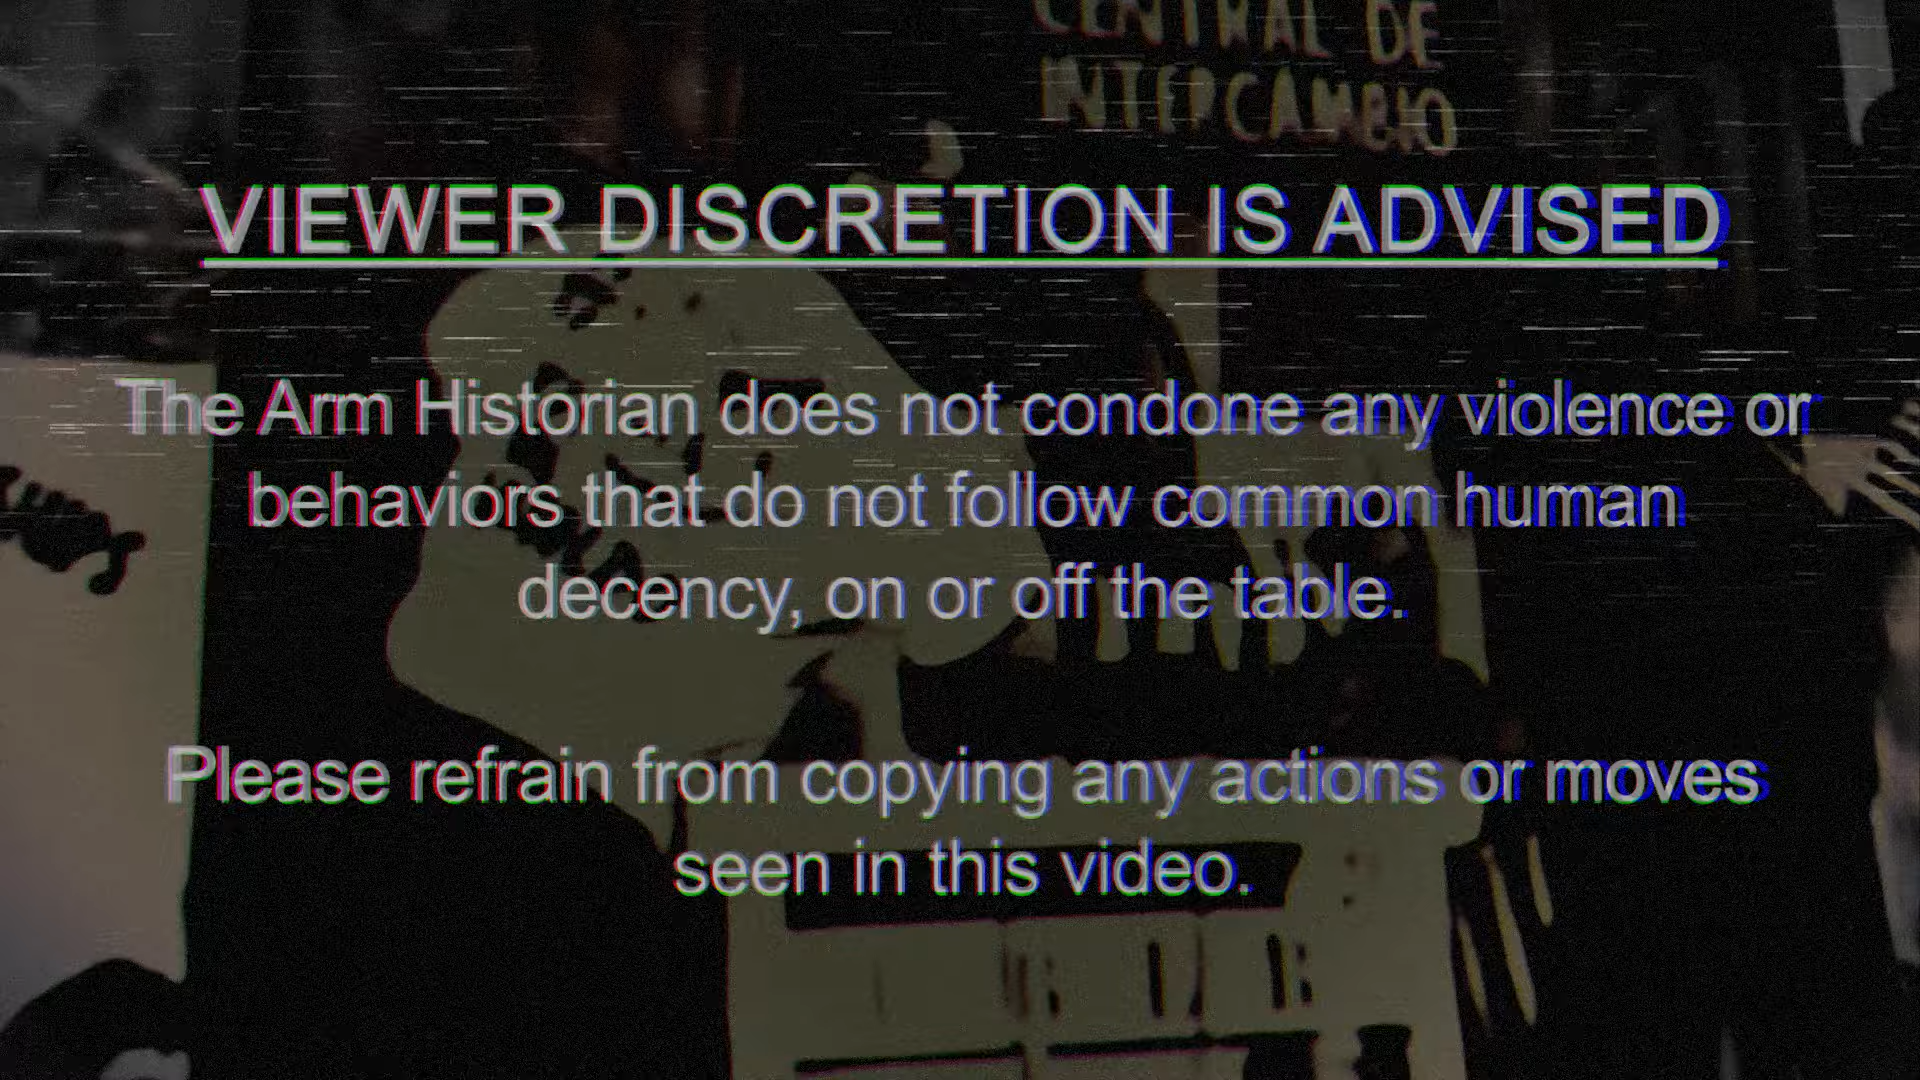 CENTRAL DE
INTERCAMBIO
VIEWER DISCRETION IS ADVISED
The Arm Historian does not condone any violence or
behaviors that do not follow common human
decency, on or off the table.
Please refrain from copying any actions or moves
seen in this video.